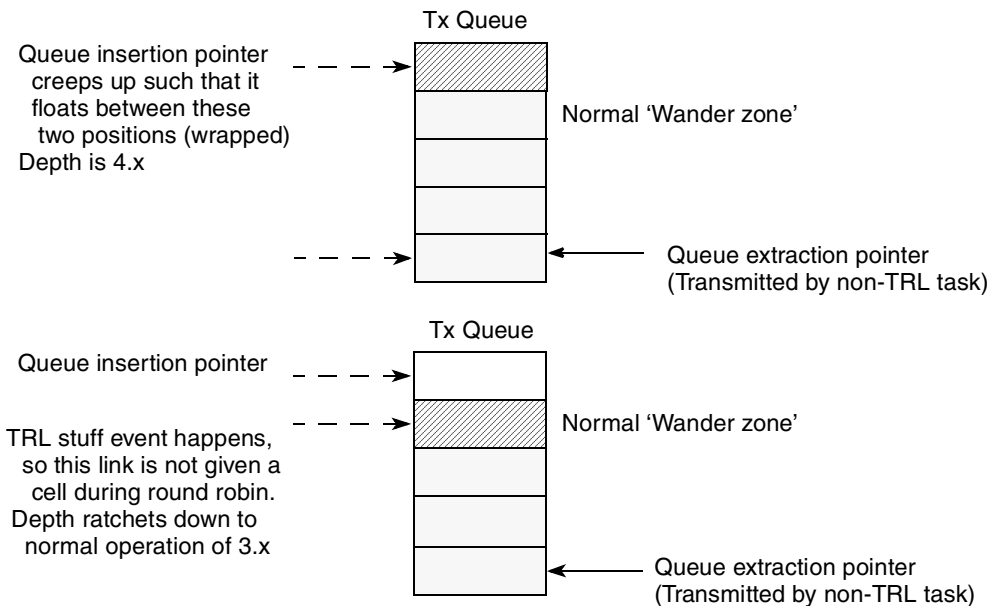 Tx Queue
Queue insertion pointer
creeps up such that it
floats between these
two positions (wrapped)
Depth is 4.x
Normal ‘Wander zone’
Queue extraction pointer
(Transmitted by non-TRL task)
Tx Queue
Queue insertion pointer
Normal ‘Wander zone’
TRL stuff event happens,
so this link is not given a
cell during round robin.
Depth ratchets down to
normal operation of 3.x
Queue extraction pointer
(Transmitted by non-TRL task)